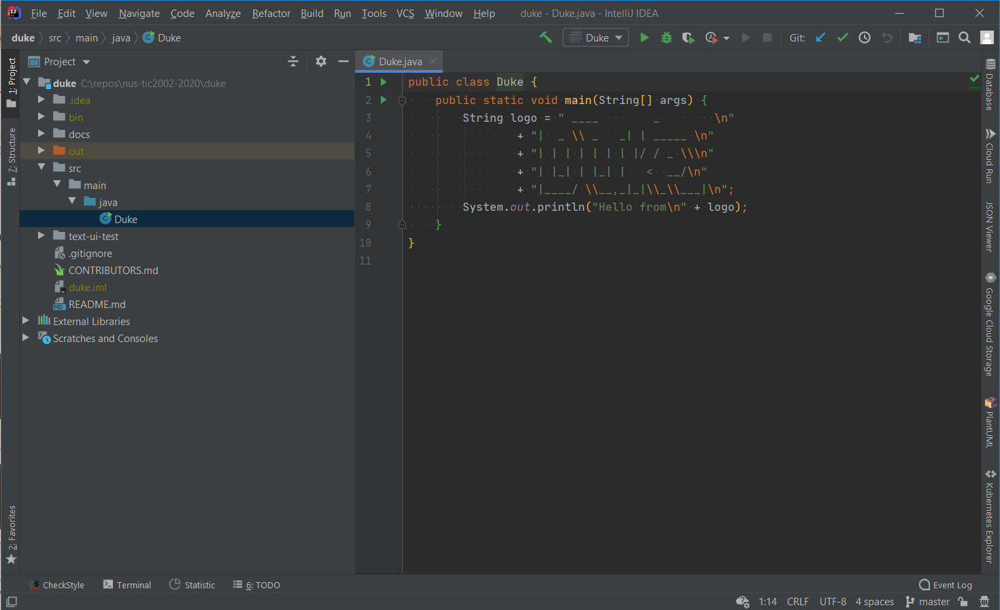 File Edit View Navigate Code Analyze Refactor Build Run Tools VCS Window Help duke - Duke.java - IntelliJ IDEA
duke src main java Duke Duke Git:
1: Project
7: Structure
2: Favorites
Project
duke C:\repos\nus-tic2002-2020\duke
.idea
bin
docs
out
src
main
java
Duke
text-ui-test
.gitignore
CONTRIBUTORS.md
duke.iml
README.md
External Libraries
Scratches and Consoles
Duke.java
1 public class Duke {
2     public static void main(String[] args) {
3         String logo = " ____        _        \n"
4                 + "|  _ \\ _   _| | _____ \n"
5                 + "| | | | | | | |/ / _ \\\n"
6                 + "| |_| | |_| |   <  __/\n"
7                 + "|____/ \\__,_|_|\\_\\___|\n";
8         System.out.println("Hello from\n" + logo);
9     }
10 }
11
Database
Cloud Run
JSON Viewer
Google Cloud Storage
PlantUML
Kubernetes Explorer
CheckStyle Terminal Statistic 6: TODO Event Log
1:14 CRLF UTF-8 4 spaces master